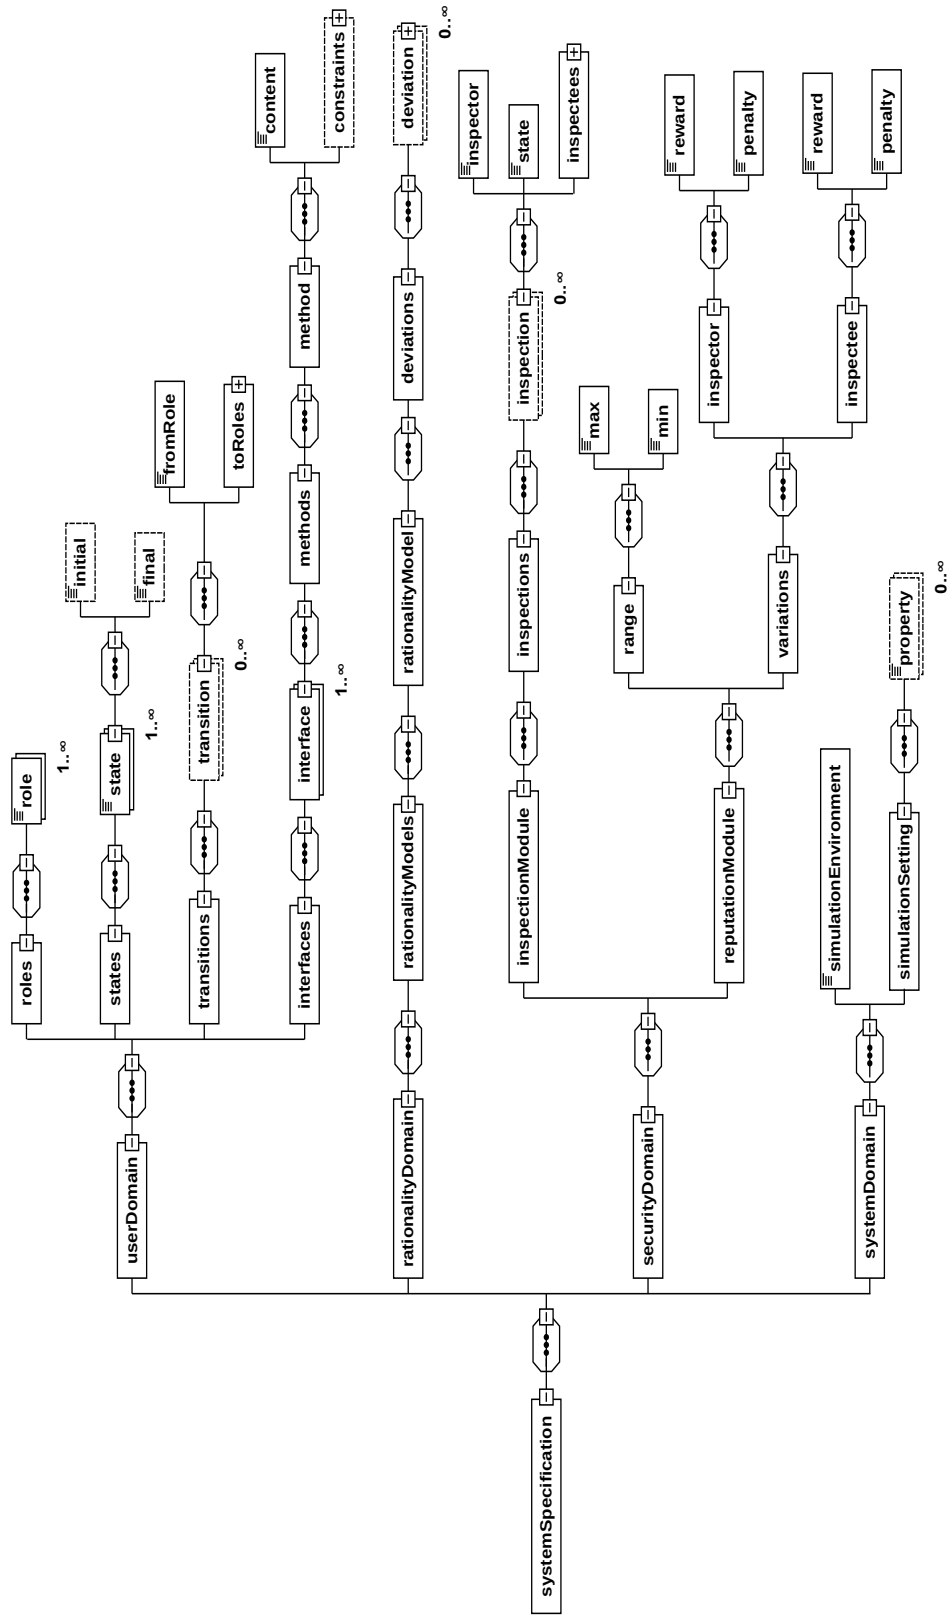 systemSpecification
userDomain
roles
role
1..∞
states
state
1..∞
initial
final
transitions
transition
0..∞
fromRole
toRoles
interfaces
interface
1..∞
methods
method
content
constraints
rationalityDomain
rationalityModels
rationalityModel
deviations
deviation
0..∞
securityDomain
inspectionModule
inspections
inspection
0..∞
inspector
state
inspectees
reputationModule
range
max
min
variations
inspector
reward
penalty
inspectee
reward
penalty
systemDomain
simulationEnvironment
simulationSetting
property
0..∞